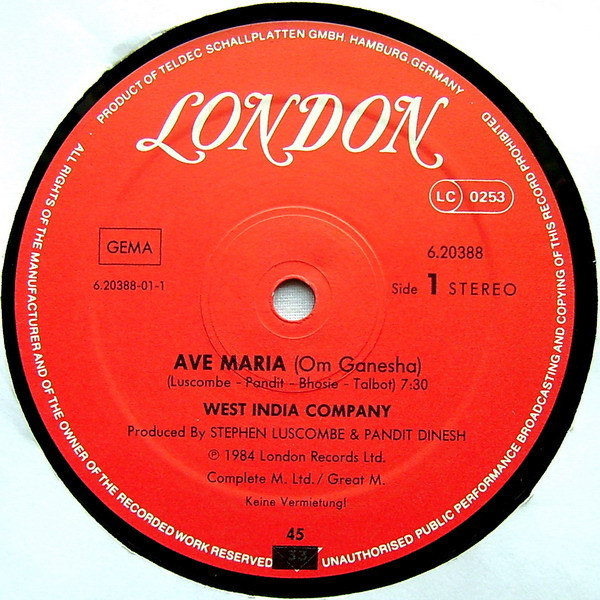 PRODUCT OF TELDEC SCHALLPLATTEN GMBH. HAMBURG, GERMANY
LONDON
LC 0253
GEMA
6.20388
6.20388-01-1
Side 1 STEREO
AVE MARIA (Om Ganesha)
(Luscombe - Pandit - Bhosie - Talbot) 7:30
WEST INDIA COMPANY
Produced By STEPHEN LUSCOMBE & PANDIT DINESH
℗ 1984 London Records Ltd.
Complete M. Ltd./ Great M.
Keine Vermietung!
45
33
ALL RIGHTS OF THE MANUFACTURER AND OF THE OWNER OF THE RECORDED WORK RESERVED
UNAUTHORISED PUBLIC PERFORMANCE BROADCASTING AND COPYING OF THIS RECORD PROHIBITED